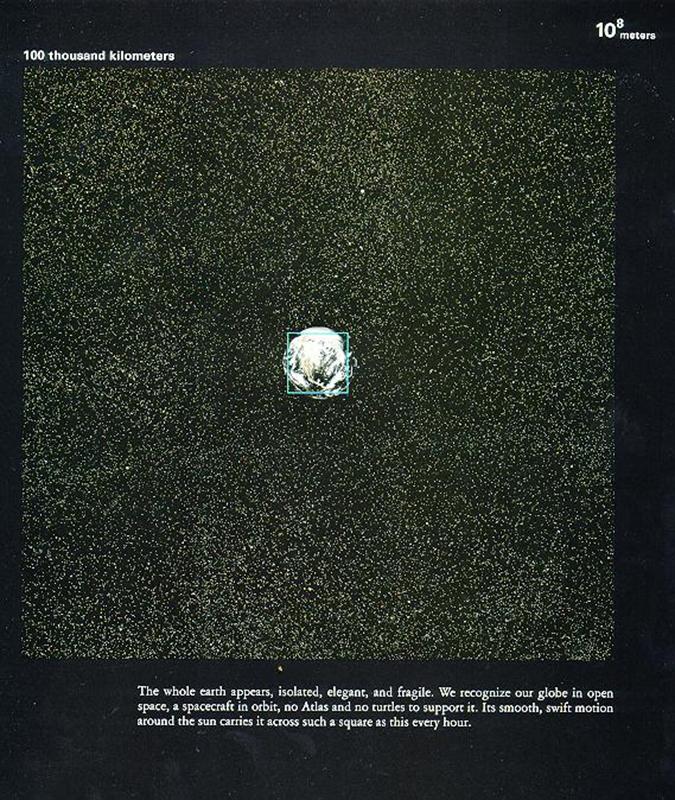 10⁸ meters
100 thousand kilometers
The whole earth appears, isolated, elegant, and fragile. We recognize our globe in open
space, a spacecraft in orbit, no Atlas and no turtles to support it. Its smooth, swift motion
around the sun carries it across such a square as this every hour.